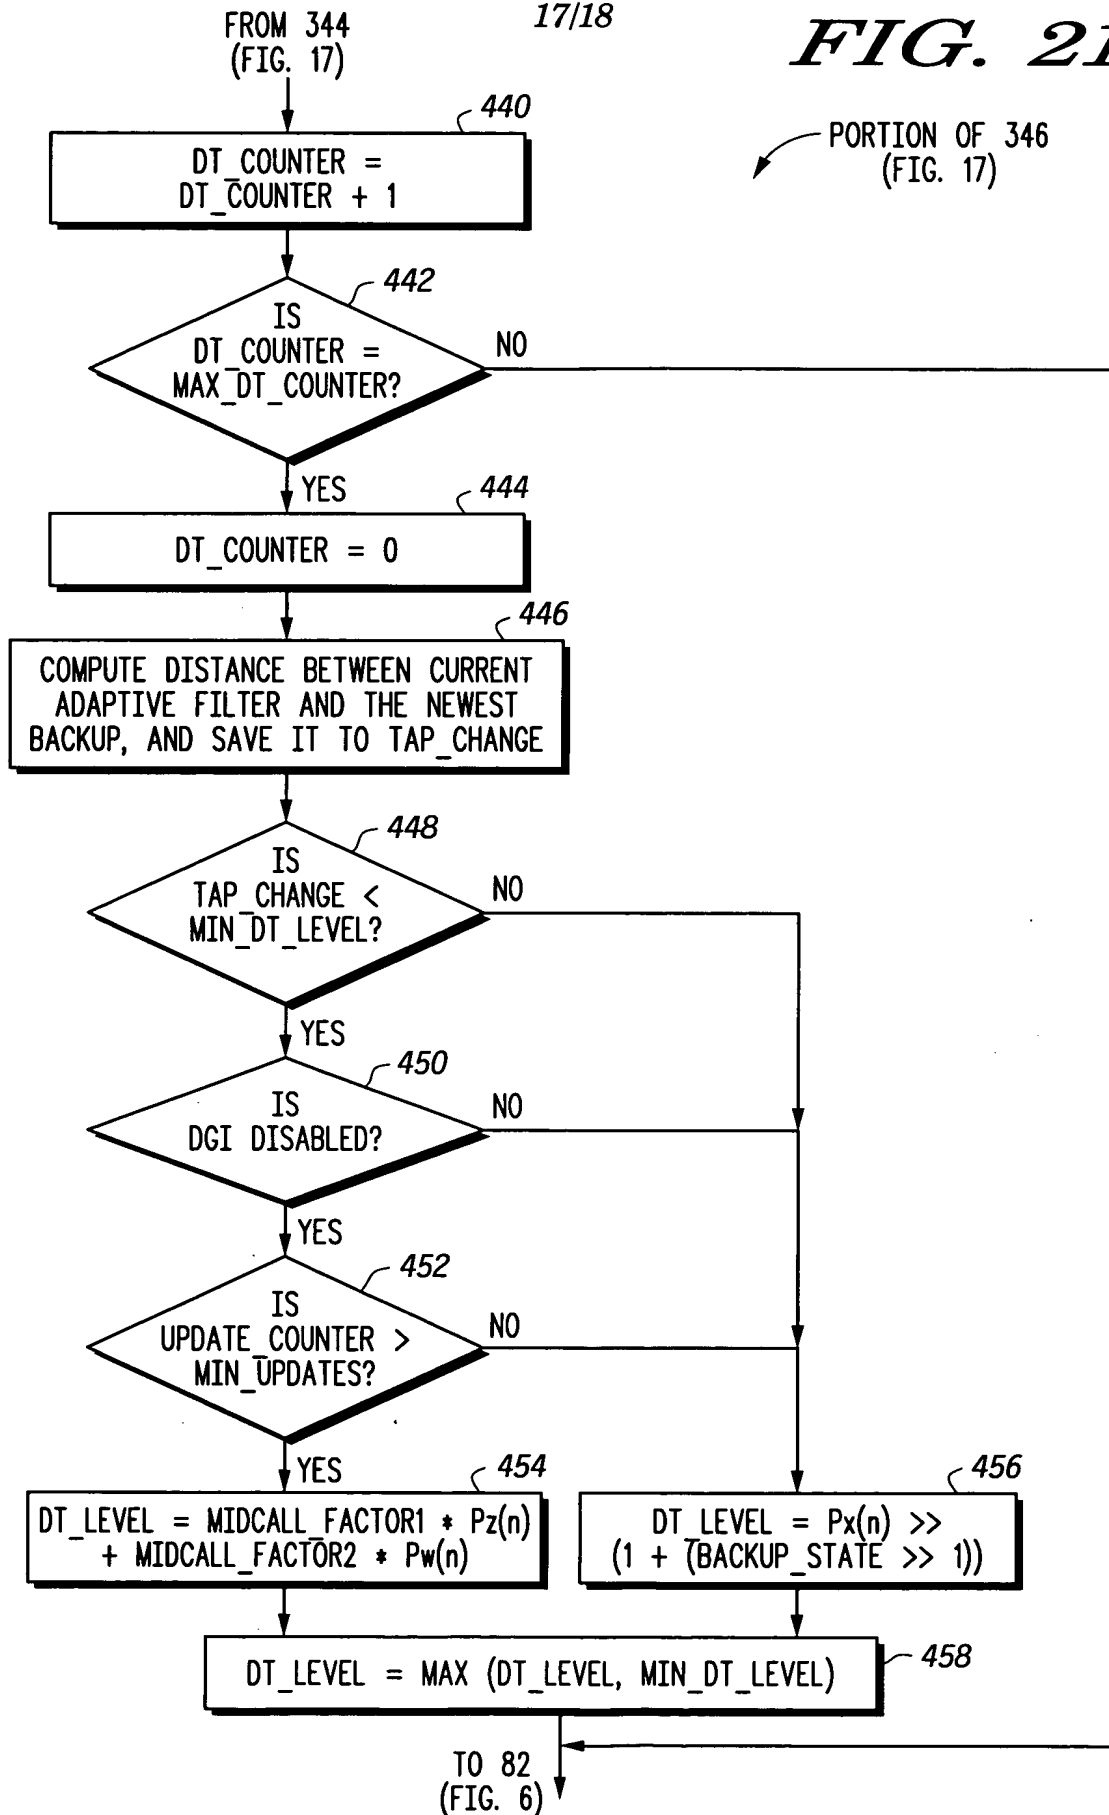 17/18
FIG. 21
FROM 344
(FIG. 17)
PORTION OF 346
(FIG. 17)
440
DT_COUNTER =
DT_COUNTER + 1
442
IS
DT_COUNTER =
MAX_DT_COUNTER?
NO
YES
444
DT_COUNTER = 0
446
COMPUTE DISTANCE BETWEEN CURRENT
ADAPTIVE FILTER AND THE NEWEST
BACKUP, AND SAVE IT TO TAP_CHANGE
448
IS
TAP_CHANGE <
MIN_DT_LEVEL?
NO
YES
450
IS
DGI DISABLED?
NO
YES
452
IS
UPDATE_COUNTER >
MIN_UPDATES?
NO
YES
454
DT_LEVEL = MIDCALL_FACTOR1 * Pz(n)
+ MIDCALL_FACTOR2 * Pw(n)
456
DT_LEVEL = Px(n) >>
(1 + (BACKUP_STATE >> 1))
458
DT_LEVEL = MAX (DT_LEVEL, MIN_DT_LEVEL)
TO 82
(FIG. 6)